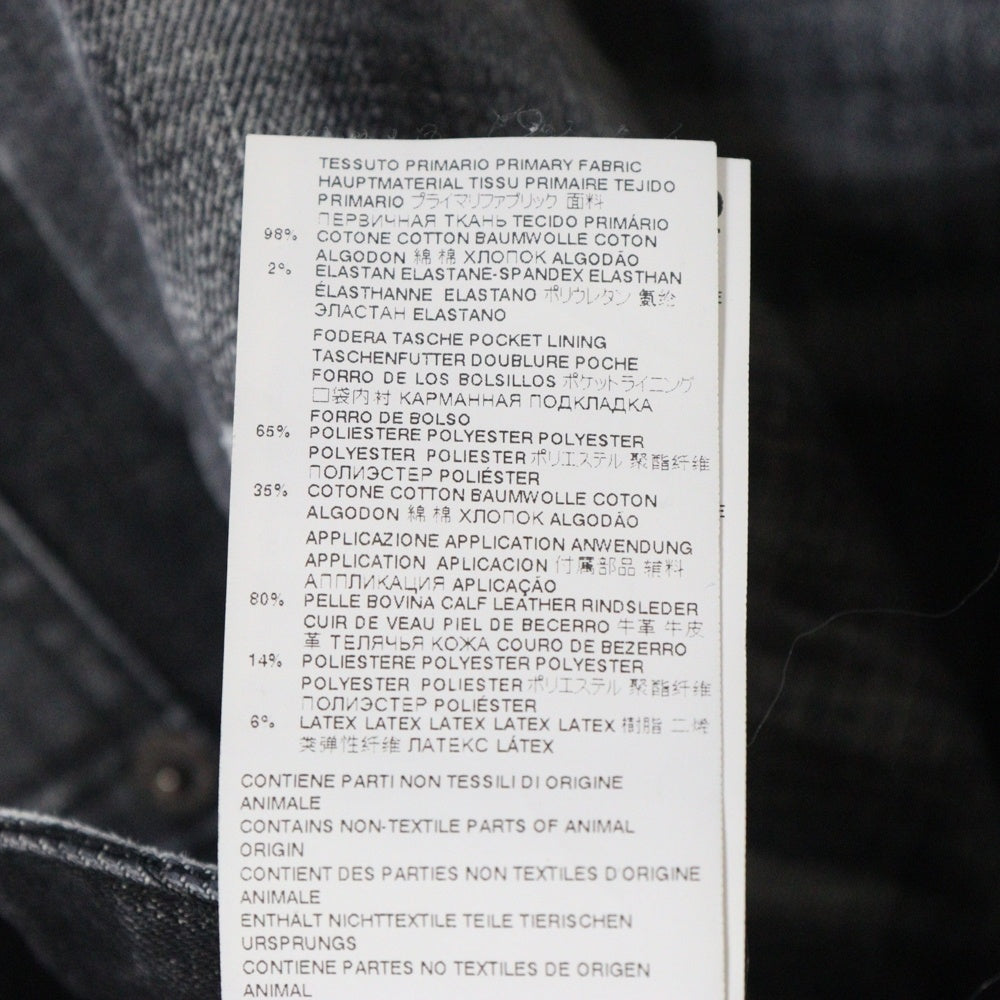 TESSUTO PRIMARIO PRIMARY FABRIC
HAUPTMATERIAL TISSU PRIMAIRE TEJIDO
PRIMARIO プライマリファブリック 面料
ПЕРВИЧНАЯ ТКАНЬ TECIDO PRIMÁRIO
98% COTONE COTTON BAUMWOLLE COTON
ALGODON 綿 棉 ХЛОПОК ALGODÃO
2% ELASTAN ELASTANE-SPANDEX ELASTHAN
ÉLASTHANNE ELASTANO ポリウレタン 氨纶
ЭЛАСТАН ELASTANO
FODERA TASCHE POCKET LINING
TASCHENFUTTER DOUBLURE POCHE
FORRO DE LOS BOLSILLOS ポケットライニング
口袋内衬 КАРМАННАЯ ПОДКЛАДКА
FORRO DE BOLSO
65% POLIESTERE POLYESTER POLYESTER
POLYESTER POLIESTER ポリエステル 聚酯纤维
ПОЛИЭСТЕР POLIÉSTER
35% COTONE COTTON BAUMWOLLE COTON
ALGODON 綿 棉 ХЛОПОК ALGODÃO
APPLICAZIONE APPLICATION ANWENDUNG
APPLICATION APLICACION 付属部品 辅料
АППЛИКАЦИЯ APLICAÇÃO
80% PELLE BOVINA CALF LEATHER RINDSLEDER
CUIR DE VEAU PIEL DE BECERRO 牛革 牛皮
革 ТЕЛЯЧЬЯ КОЖА COURO DE BEZERRO
14% POLIESTERE POLYESTER POLYESTER
POLYESTER POLIESTER ポリエステル 聚酯纤维
ПОЛИЭСТЕР POLIÉSTER
6% LATEX LATEX LATEX LATEX LATEX 樹脂 二烯
类弹性纤维 ЛАТЕКС LÁTEX
CONTIENE PARTI NON TESSILI DI ORIGINE
ANIMALE
CONTAINS NON-TEXTILE PARTS OF ANIMAL
ORIGIN
CONTIENT DES PARTIES NON TEXTILES D'ORIGINE
ANIMALE
ENTHÄLT NICHTTEXTILE TEILE TIERISCHEN
URSPRUNGS
CONTIENE PARTES NO TEXTILES DE ORIGEN
ANIMAL